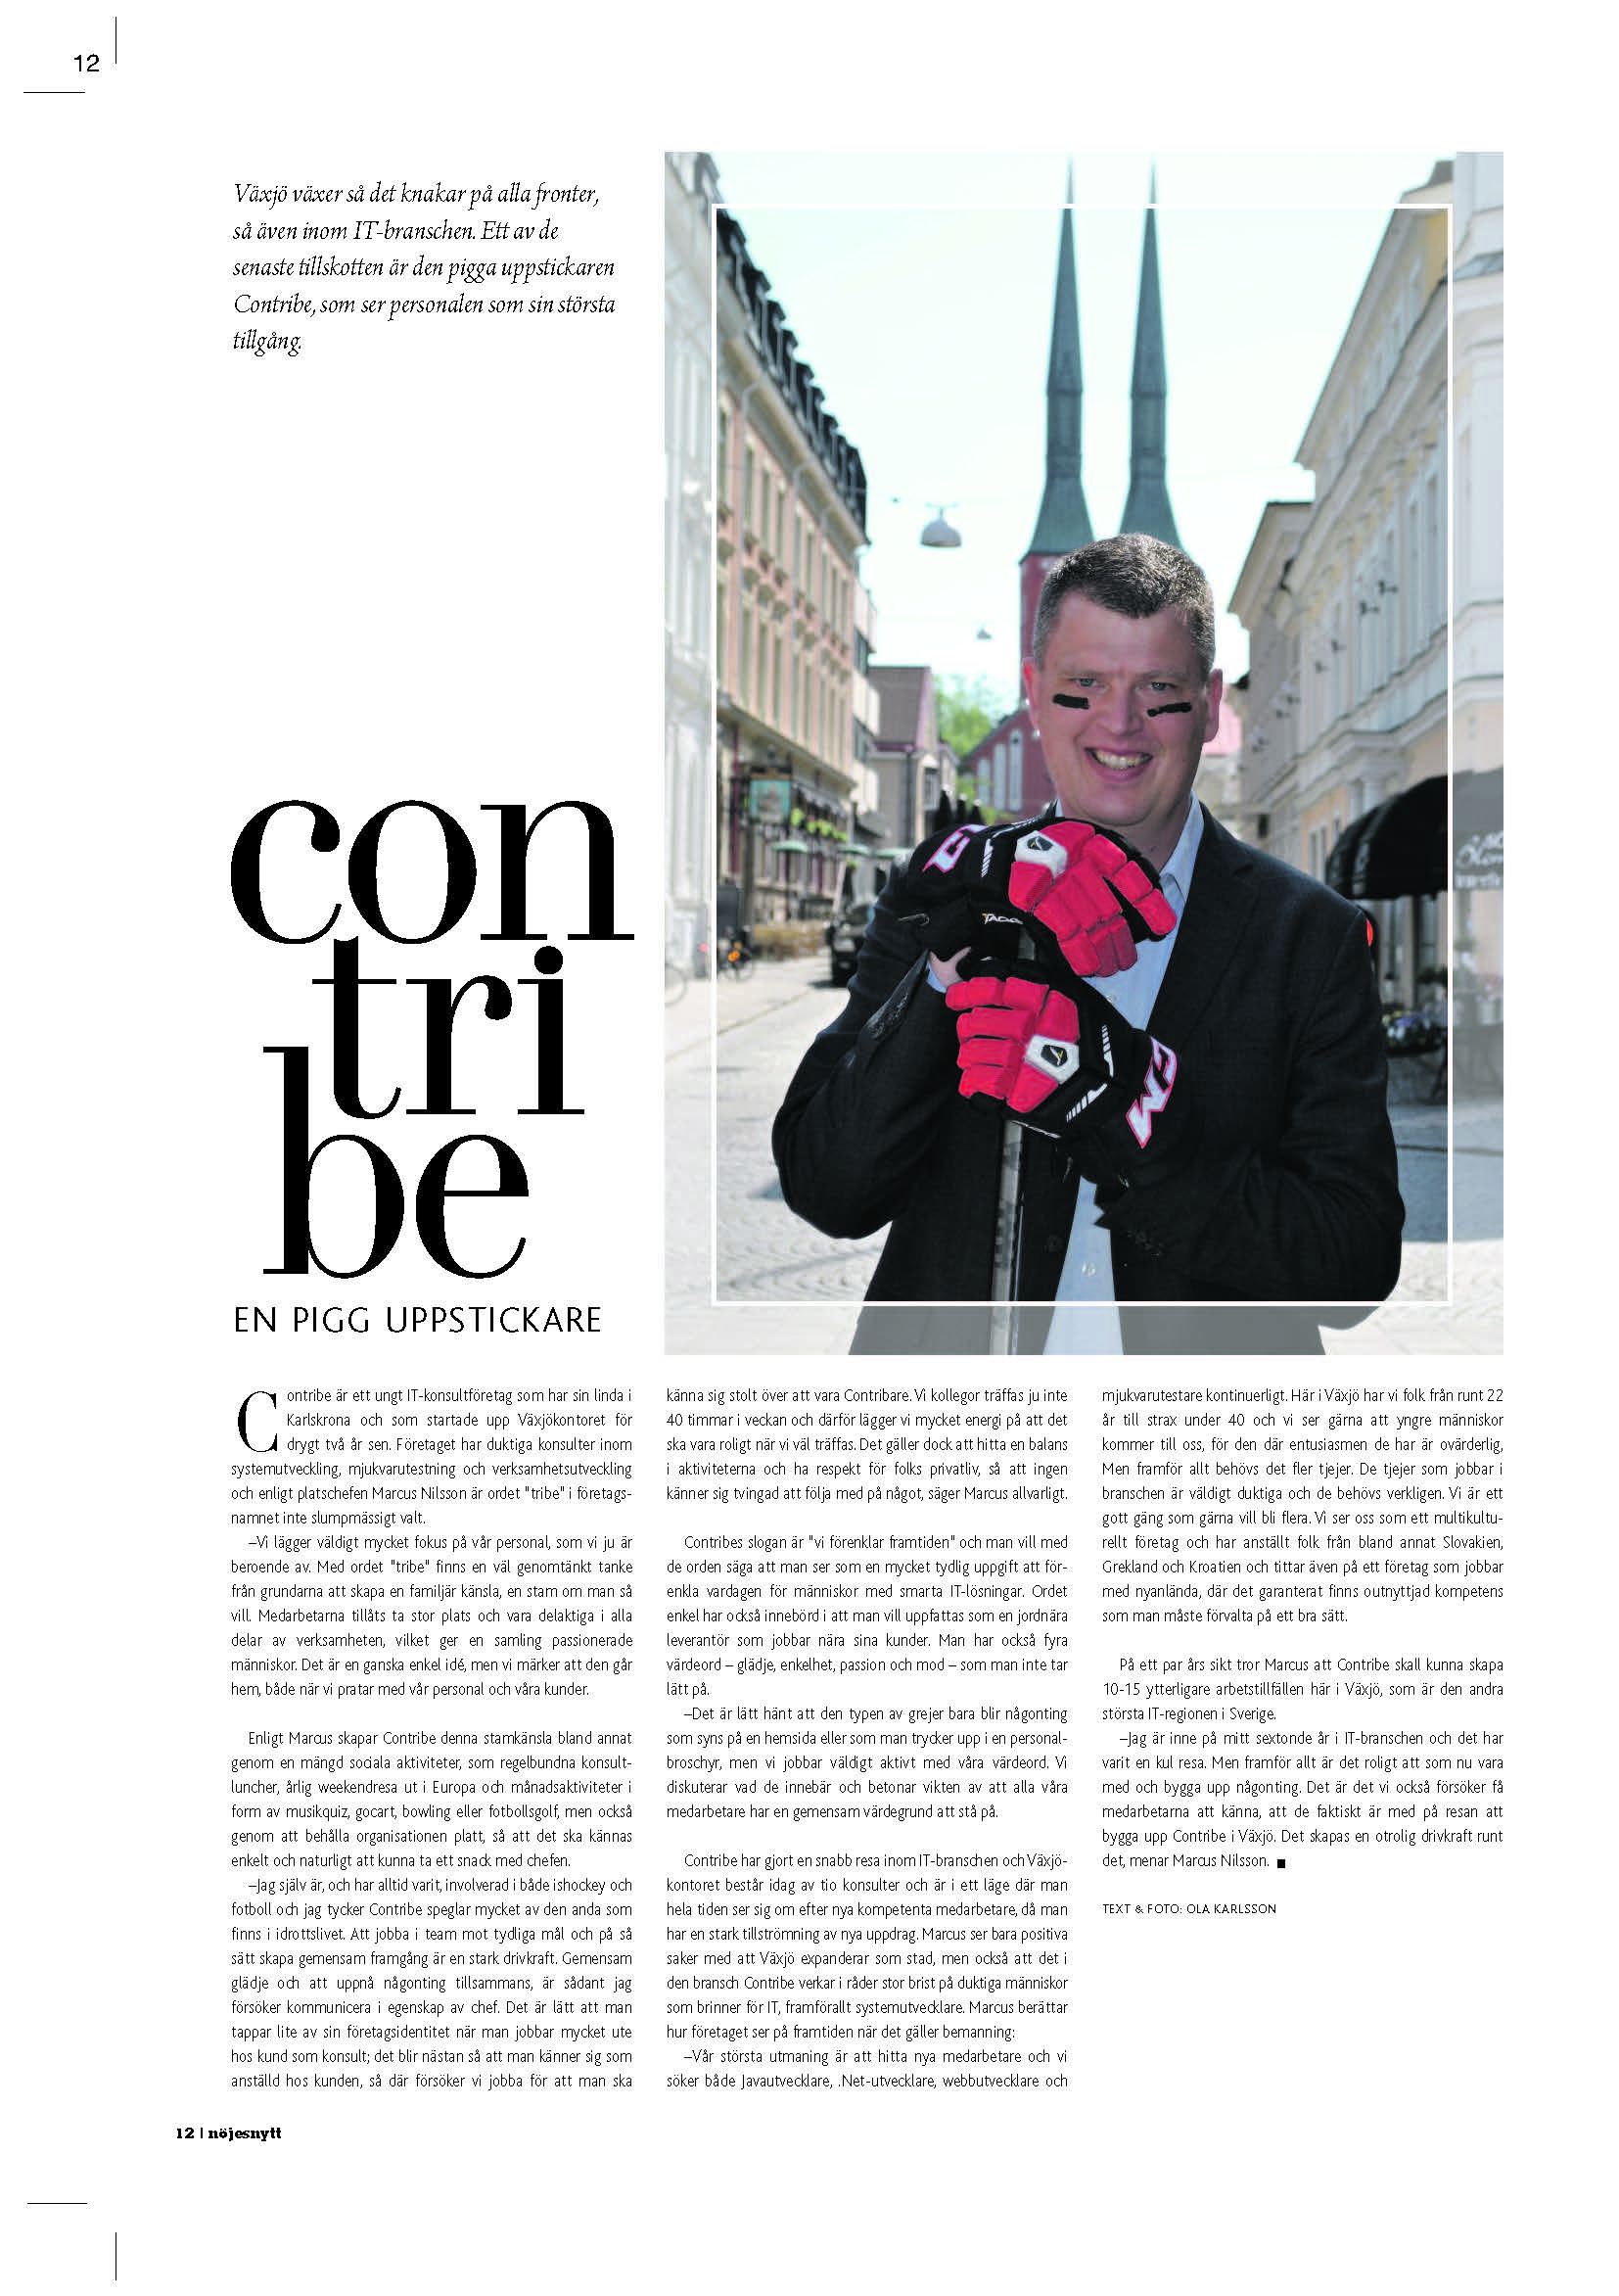 12
Växjö växer så det knakar på alla fronter,
så även inom IT-branschen. Ett av de
senaste tillskotten är den pigga uppstickaren
Contribe, som ser personalen som sin största
tillgång.
con
tri
be
EN PIGG UPPSTICKARE
Contribe är ett ungt IT-konsultföretag som har sin linda i
Karlskrona och som startade upp Växjökontoret för
drygt två år sen. Företaget har duktiga konsulter inom
systemutveckling, mjukvarutestning och verksamhetsutveckling
och enligt platschefen Marcus Nilsson är ordet "tribe" i företags-
namnet inte slumpmässigt valt.
–Vi lägger väldigt mycket fokus på vår personal, som vi ju är
beroende av. Med ordet "tribe" finns en väl genomtänkt tanke
från grundarna att skapa en familjär känsla, en stam om man så
vill. Medarbetarna tillåts ta stor plats och vara delaktiga i alla
delar av verksamheten, vilket ger en samling passionerade
människor. Det är en ganska enkel idé, men vi märker att den går
hem, både när vi pratar med vår personal och våra kunder.
Enligt Marcus skapar Contribe denna stamkänsla bland annat
genom en mängd sociala aktiviteter, som regelbundna konsult-
luncher, årlig weekendresa ut i Europa och månadsaktiviteter i
form av musikquiz, gocart, bowling eller fotbollsgolf, men också
genom att behålla organisationen platt, så att det ska kännas
enkelt och naturligt att kunna ta ett snack med chefen.
–Jag själv är, och har alltid varit, involverad i både ishockey och
fotboll och jag tycker Contribe speglar mycket av den anda som
finns i idrottslivet. Att jobba i team mot tydliga mål och på så
sätt skapa gemensam framgång är en stark drivkraft. Gemensam
glädje och att uppnå någonting tillsammans, är sådant jag
försöker kommunicera i egenskap av chef. Det är lätt att man
tappar lite av sin företagsidentitet när man jobbar mycket ute
hos kund som konsult; det blir nästan så att man känner sig som
anställd hos kunden, så där försöker vi jobba för att man ska
känna sig stolt över att vara Contribare. Vi kollegor träffas ju inte
40 timmar i veckan och därför lägger vi mycket energi på att det
ska vara roligt när vi väl träffas. Det gäller dock att hitta en balans
i aktiviteterna och ha respekt för folks privatliv, så att ingen
känner sig tvingad att följa med på något, säger Marcus allvarligt.
Contribes slogan är "vi förenklar framtiden" och man vill med
de orden säga att man ser som en mycket tydlig uppgift att för-
enkla vardagen för människor med smarta IT-lösningar. Ordet
enkel har också innebörd i att man vill uppfattas som en jordnära
leverantör som jobbar nära sina kunder. Man har också fyra
värdeord – glädje, enkelhet, passion och mod – som man inte tar
lätt på.
–Det är lätt hänt att den typen av grejer bara blir någonting
som syns på en hemsida eller som man trycker upp i en personal-
broschyr, men vi jobbar väldigt aktivt med våra värdeord. Vi
diskuterar vad de innebär och betonar vikten av att alla våra
medarbetare har en gemensam värdegrund att stå på.
Contribe har gjort en snabb resa inom IT-branschen och Växjö-
kontoret består idag av tio konsulter och är i ett läge där man
hela tiden ser sig om efter nya kompetenta medarbetare, då man
har en stark tillströmning av nya uppdrag. Marcus ser bara positiva
saker med att Växjö expanderar som stad, men också att det i
den bransch Contribe verkar i råder stor brist på duktiga människor
som brinner för IT, framförallt systemutvecklare. Marcus berättar
hur företaget ser på framtiden när det gäller bemanning:
–Vår största utmaning är att hitta nya medarbetare och vi
söker både Javautvecklare, .Net-utvecklare, webbutvecklare och
mjukvarutestare kontinuerligt. Här i Växjö har vi folk från runt 22
år till strax under 40 och vi ser gärna att yngre människor
kommer till oss, för den där entusiasmen de har är ovärderlig,
Men framför allt behövs det fler tjejer. De tjejer som jobbar i
branschen är väldigt duktiga och de behövs verkligen. Vi är ett
gott gäng som gärna vill bli flera. Vi ser oss som ett multikultu-
rellt företag och har anställt folk från bland annat Slovakien,
Grekland och Kroatien och tittar även på ett företag som jobbar
med nyanlända, där det garanterat finns outnyttjad kompetens
som man måste förvalta på ett bra sätt.
På ett par års sikt tror Marcus att Contribe skall kunna skapa
10-15 ytterligare arbetstillfällen här i Växjö, som är den andra
största IT-regionen i Sverige.
–Jag är inne på mitt sextonde år i IT-branschen och det har
varit en kul resa. Men framför allt är det roligt att som nu vara
med och bygga upp någonting. Det är det vi också försöker få
medarbetarna att känna, att de faktiskt är med på resan att
bygga upp Contribe i Växjö. Det skapas en otrolig drivkraft runt
det, menar Marcus Nilsson. ■
TEXT & FOTO: OLA KARLSSON
12 | nöjesnytt